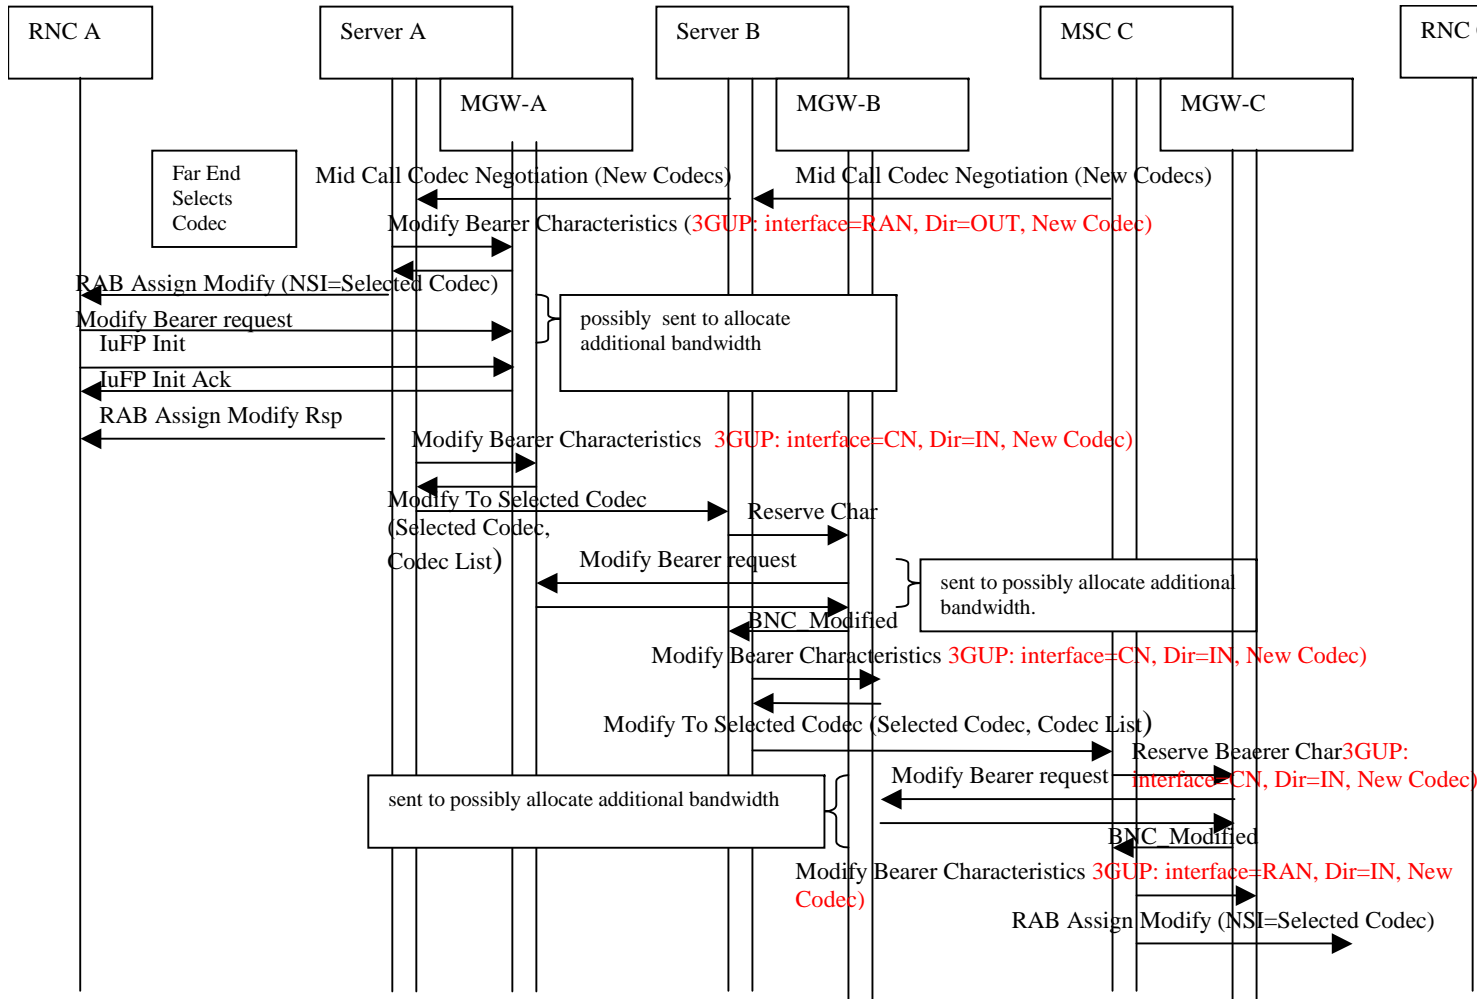 RNC A
Server A
Server B
MSC C
RNC
MGW-A
MGW-B
MGW-C
Far End
Selects
Codec
Mid Call Codec Negotiation (New Codecs)
Mid Call Codec Negotiation (New Codecs)
Modify Bearer Characteristics (3GUP: interface=RAN, Dir=OUT, New Codec)
RAB Assign Modify (NSI=Selected Codec)
Modify Bearer request
possibly sent to allocate
additional bandwidth
IuFP Init
IuFP Init Ack
RAB Assign Modify Rsp
Modify Bearer Characteristics 3GUP: interface=CN, Dir=IN, New Codec)
Modify To Selected Codec
(Selected Codec,
Codec List)
Reserve Char
Modify Bearer request
sent to possibly allocate additional
bandwidth.
BNC_Modified
Modify Bearer Characteristics 3GUP: interface=CN, Dir=IN, New Codec)
Modify To Selected Codec (Selected Codec, Codec List)
Reserve Beaerer Char3GUP:
interface=CN, Dir=IN, New Codec)
Modify Bearer request
sent to possibly allocate additional bandwidth
BNC_Modified
Modify Bearer Characteristics 3GUP: interface=RAN, Dir=IN, New
Codec)
RAB Assign Modify (NSI=Selected Codec)